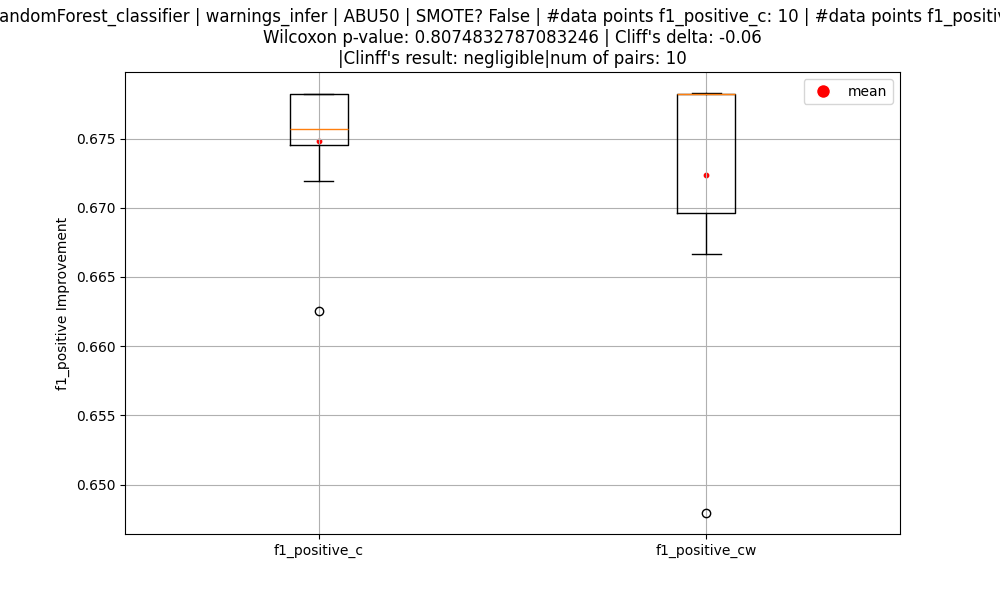 andomForest_classifier | warnings_infer | ABU50 | SMOTE? False | #data points f1_positive_c: 10 | #data points f1_positiv
Wilcoxon p-value: 0.8074832787083246 | Cliff's delta: -0.06
|Clinff's result: negligible|num of pairs: 10
mean
0.675
0.670
0.665
0.660
0.655
0.650
f1_positive Improvement
f1_positive_c
f1_positive_cw